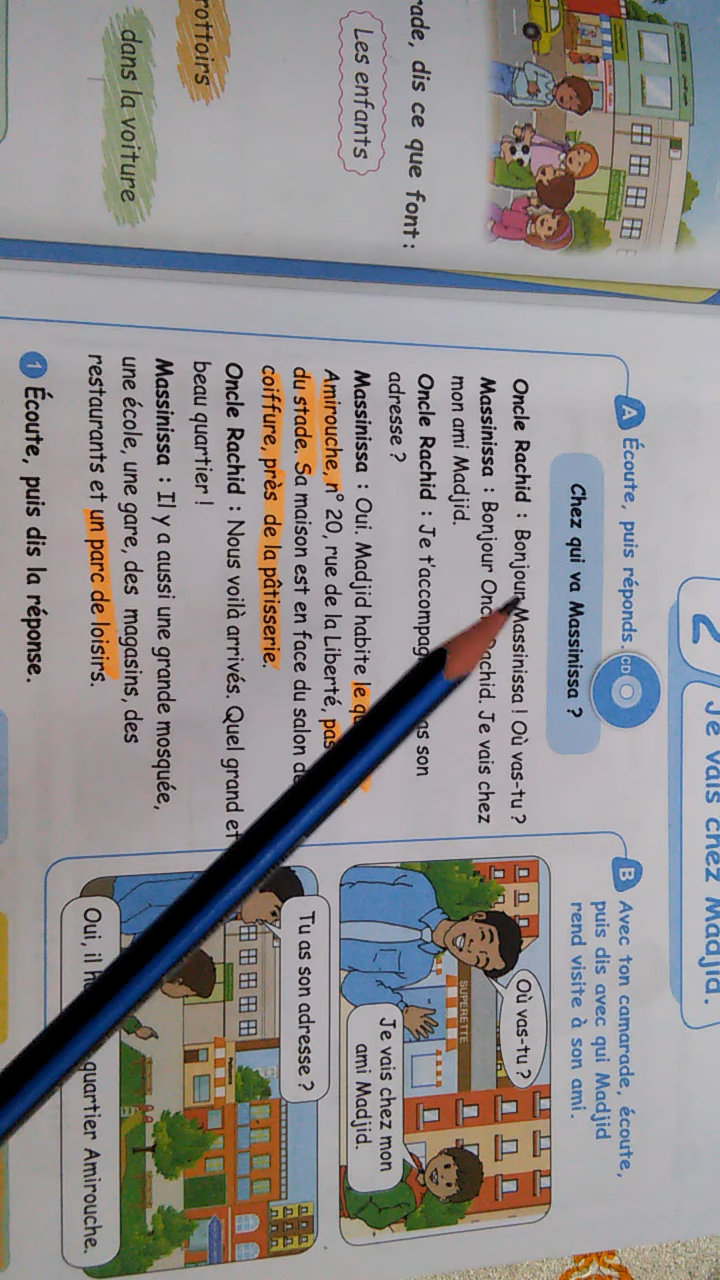 rade, dis ce que font :
Les enfants
rottoirs
dans la voiture
2 Je vais chez Madjid.
A Écoute, puis réponds. CD
Chez qui va Massinissa ?
Oncle Rachid : Bonjour Massinissa ! Où vas-tu ?
Massinissa : Bonjour Rachid. Je vais chez
mon ami Madjid.
Oncle Rachid : Je t'accompag son
adresse ?
Massinissa : Oui. Madjid habite le
Amirouche, n° 20, rue de la Liberté, pas
du stade. Sa maison est en face du salon de
coiffure, près de la pâtisserie.
Oncle Rachid : Nous voilà arrivés. Quel grand et
beau quartier !
Massinissa : Il y a aussi une grande mosquée,
une école, une gare, des magasins, des
restaurants et un parc de loisirs.
1 Écoute, puis dis la réponse.
B Avec ton camarade, écoute,
puis dis avec qui Madjid
rend visite à son ami.
Où vas-tu ?
SUPERETTE
Je vais chez mon
ami Madjid.
Tu as son adresse ?
Oui, il quartier Amirouche.